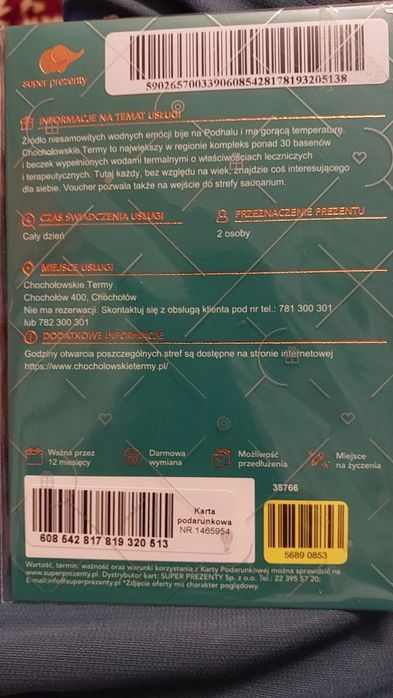 super prezenty
5902657003390608542817819320​5138
INFORMACJE NA TEMAT USŁUGI
Źródło niesamowitych wodnych emocji bije na Podhalu i ma gorącą temperaturę.
Chochołowskie Termy to największy w regionie kompleks ponad 30 basenów
i beczek wypełnionych wodami termalnymi o właściwościach leczniczych
i terapeutycznych. Tutaj każdy, bez względu na wiek, znajdzie coś interesującego
dla siebie. Voucher pozwala także na wejście do strefy saunarium.
CZAS ŚWIADCZENIA USŁUGI
Cały dzień
PRZEZNACZENIE PREZENTU
2 osoby
MIEJSCE USŁUGI
Chochołowskie Termy
Chochołów 400, Chochołów
Nie ma rezerwacji. Skontaktuj się z obsługą klienta pod nr tel.: 781 300 301
lub 782 300 301
DODATKOWE INFORMACJE
Godziny otwarcia poszczególnych stref są dostępne na stronie internetowej
https://www.chocholowskietermy.pl/
Ważna przez
12 miesięcy
Darmowa
wymiana
Możliwość
przedłużenia
Miejsce
na życzenia
38766
608 542 817 819 320 513
Karta
podarunkowa
NR.1465954
5689 0853
Wartość, termin, ważność oraz warunki korzystania z Karty Podarunkowej można sprawdzić na
www.superprezenty.pl. Dystrybutor kart: SUPER PREZENTY Sp. z o.o. Tel.: 22 395 57 20;
E-mail:info@superprezenty.pl *Zdjęcie oferty ma charakter poglądowy.